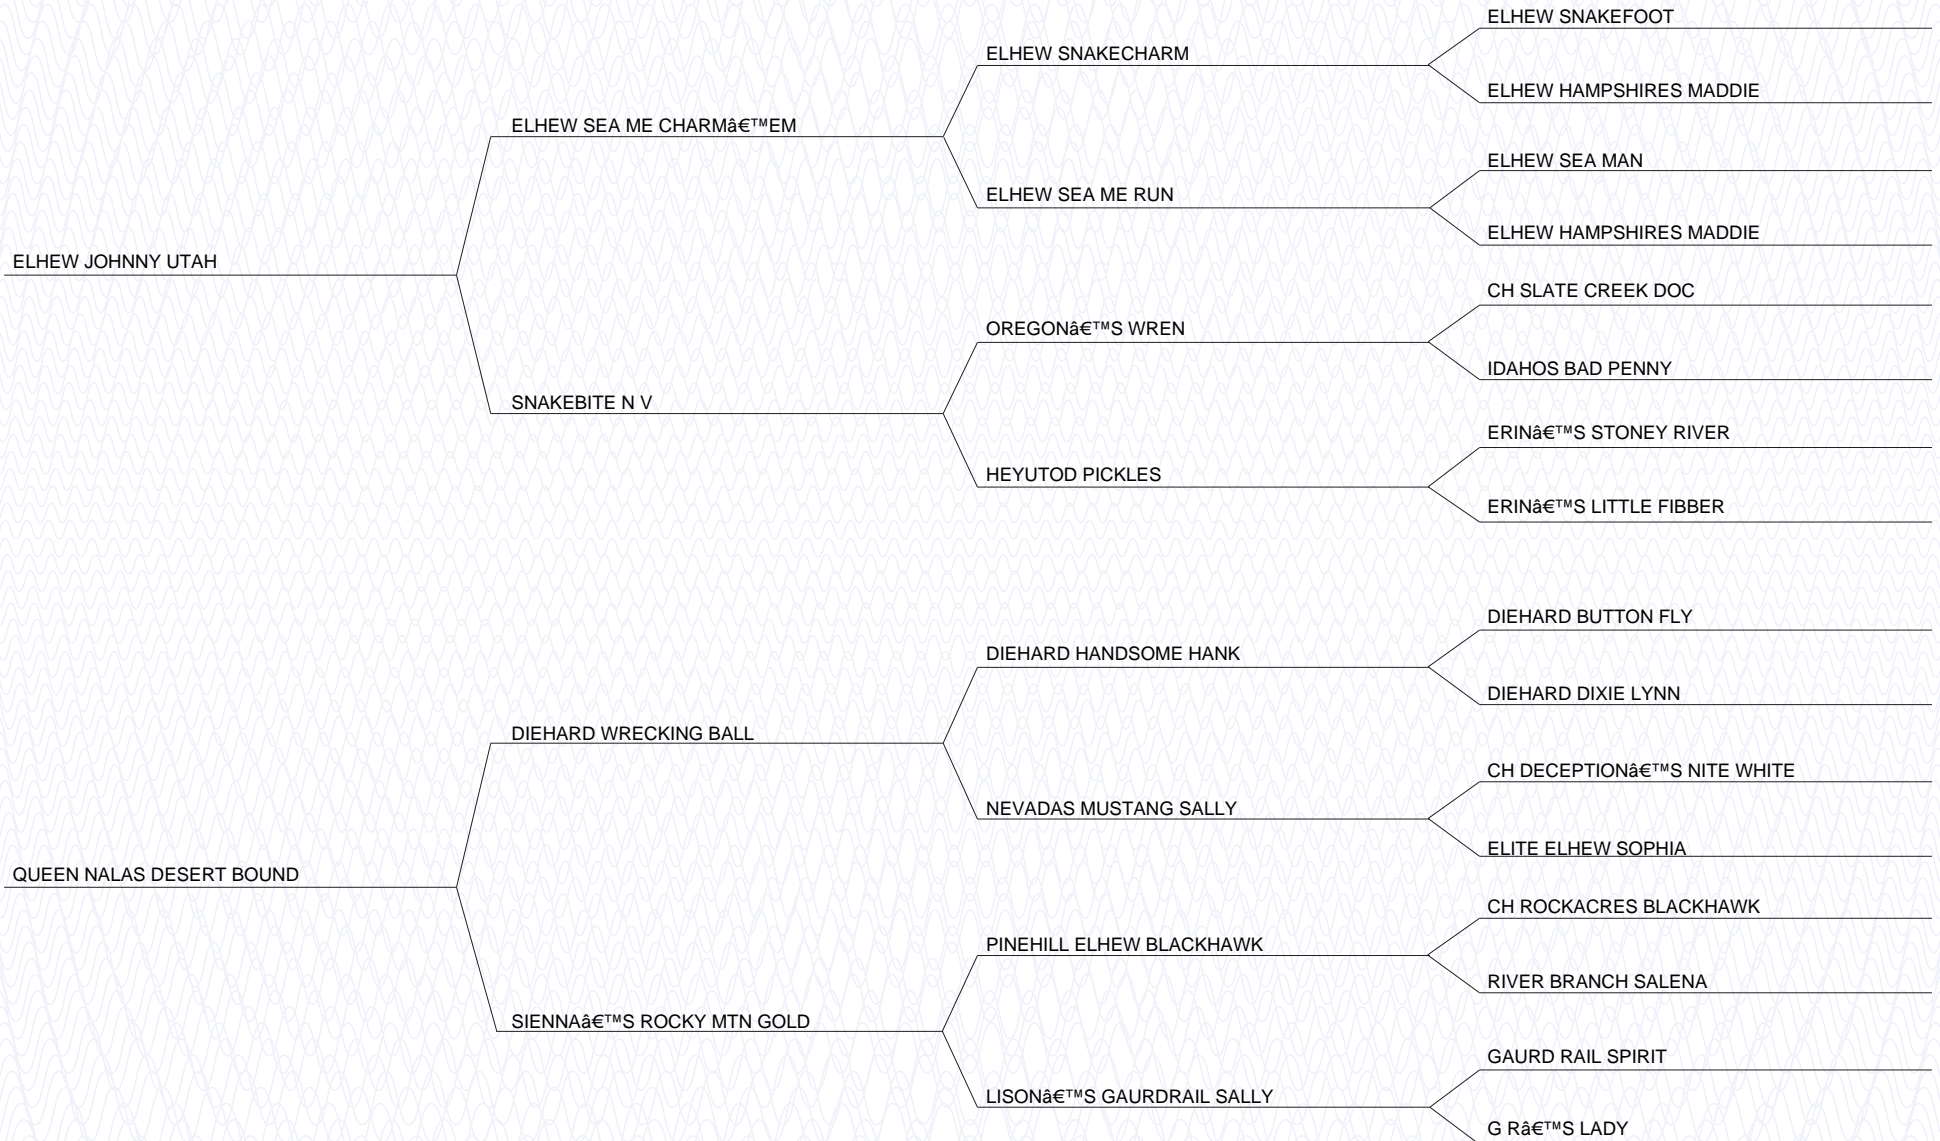 ELHEW SNAKEFOOT
ELHEW SNAKECHARM
ELHEW HAMPSHIRES MADDIE
ELHEW SEA ME CHARMâ€™EM
ELHEW SEA MAN
ELHEW SEA ME RUN
ELHEW HAMPSHIRES MADDIE
ELHEW JOHNNY UTAH
CH SLATE CREEK DOC
OREGONâ€™S WREN
IDAHOS BAD PENNY
SNAKEBITE N V
ERINâ€™S STONEY RIVER
HEYUTOD PICKLES
ERINâ€™S LITTLE FIBBER
DIEHARD BUTTON FLY
DIEHARD HANDSOME HANK
DIEHARD DIXIE LYNN
DIEHARD WRECKING BALL
CH DECEPTIONâ€™S NITE WHITE
NEVADAS MUSTANG SALLY
ELITE ELHEW SOPHIA
QUEEN NALAS DESERT BOUND
CH ROCKACRES BLACKHAWK
PINEHILL ELHEW BLACKHAWK
RIVER BRANCH SALENA
SIENNAâ€™S ROCKY MTN GOLD
GAURD RAIL SPIRIT
LISONâ€™S GAURDRAIL SALLY
G Râ€™S LADY